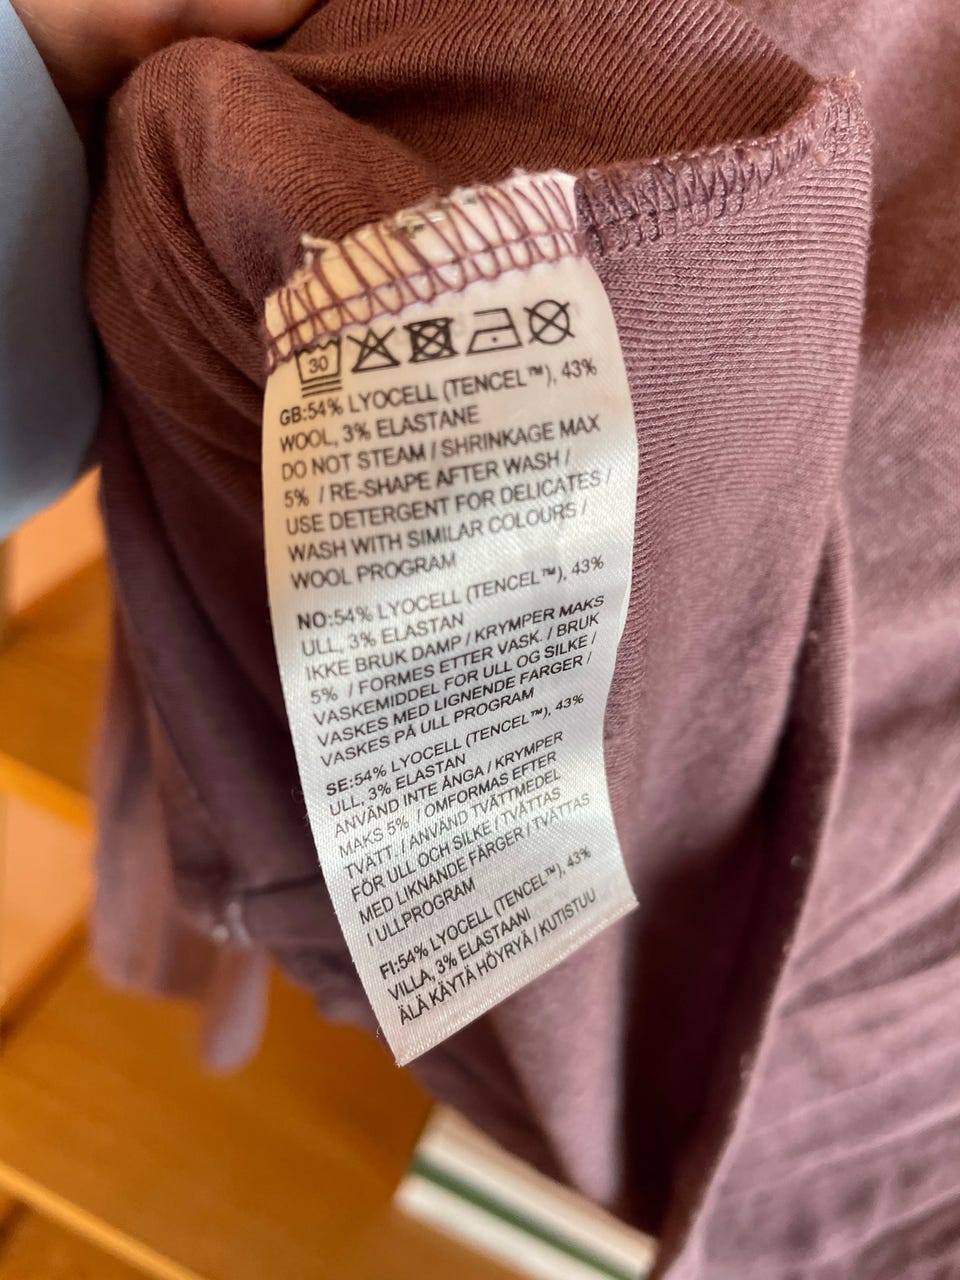 30
GB:54% LYOCELL (TENCEL™), 43%
WOOL, 3% ELASTANE
DO NOT STEAM / SHRINKAGE MAX
5% / RE-SHAPE AFTER WASH /
USE DETERGENT FOR DELICATES /
WASH WITH SIMILAR COLOURS /
WOOL PROGRAM
NO:54% LYOCELL (TENCEL™), 43%
ULL, 3% ELASTAN
IKKE BRUK DAMP / KRYMPER MAKS
5% / FORMES ETTER VASK. / BRUK
VASKEMIDDEL FOR ULL OG SILKE /
VASKES MED LIGNENDE FARGER /
VASKES PÅ ULL PROGRAM
SE:54% LYOCELL (TENCEL™), 43%
ULL, 3% ELASTAN
ANVÄND INTE ÅNGA / KRYMPER
MAKS 5% / OMFORMAS EFTER
TVÄTT. / ANVÄND TVÄTTMEDEL
FÖR ULL OCH SILKE / TVÄTTAS
MED LIKNANDE FÄRGER / TVÄTTAS
I ULLPROGRAM
FI:54% LYOCELL (TENCEL™), 43%
VILLA, 3% ELASTAANI
ÄLÄ KÄYTÄ HÖYRYÄ / KUTISTUU